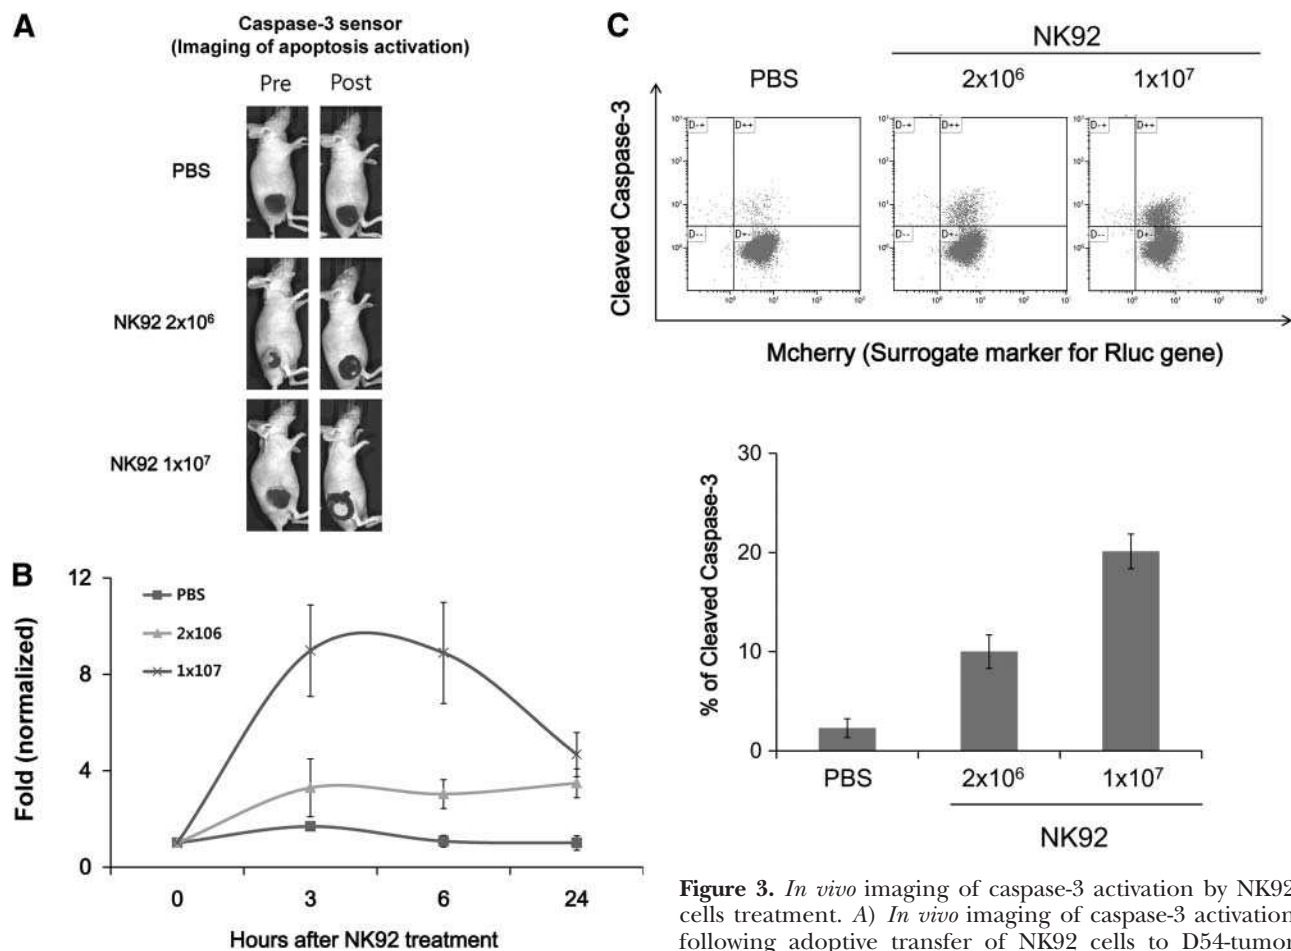 A
Caspase-3 sensor
(Imaging of apoptosis activation)
Pre Post
PBS
NK92 2x10⁶
NK92 1x10⁷
B
Fold (normalized)
12
8
4
0
PBS
2x106
1x107
0 3 6 24
Hours after NK92 treatment
C
NK92
PBS 2x10⁶ 1x10⁷
Cleaved Caspase-3
D-+ D++ D-+ D++ D-+ D++
D-- D+- D-- D+- D-- D+-
Mcherry (Surrogate marker for Rluc gene)
% of Cleaved Caspase-3
30
20
10
0
PBS 2x10⁶ 1x10⁷
NK92
Figure 3. In vivo imaging of caspase-3 activation by NK92
cells treatment. A) In vivo imaging of caspase-3 activation
following adoptive transfer of NK92 cells to D54-tumor